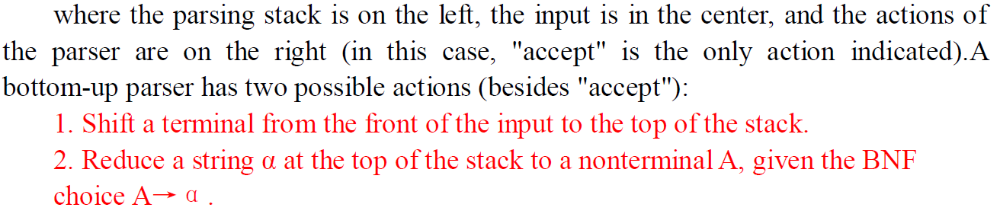 where the parsing stack is on the left, the input is in the center, and the actions of
the parser are on the right (in this case, "accept" is the only action indicated).A
bottom-up parser has two possible actions (besides "accept"):
1. Shift a terminal from the front of the input to the top of the stack.
2. Reduce a string α at the top of the stack to a nonterminal A, given the BNF
choice A→ α .